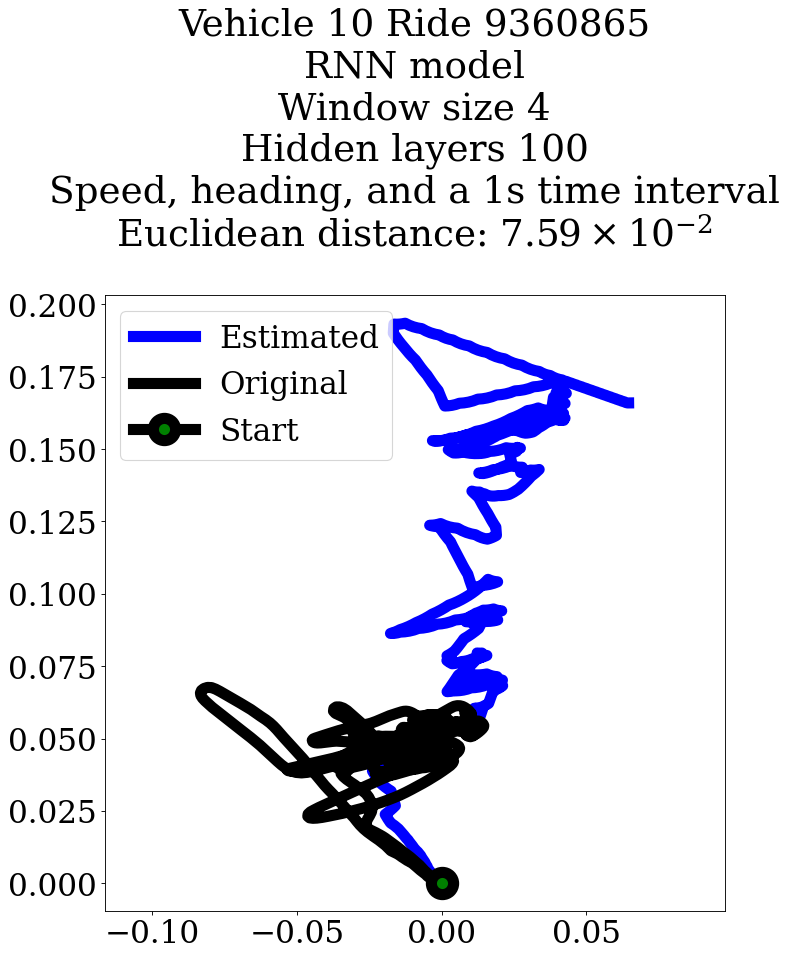 Vehicle 10 Ride 9360865
RNN model
Window size 4
Hidden layers 100
Speed, heading, and a 1s time interval
Euclidean distance: 7.59 × 10⁻²
Estimated
Original
Start
0.200
0.175
0.150
0.125
0.100
0.075
0.050
0.025
0.000
−0.10 −0.05 0.00 0.05